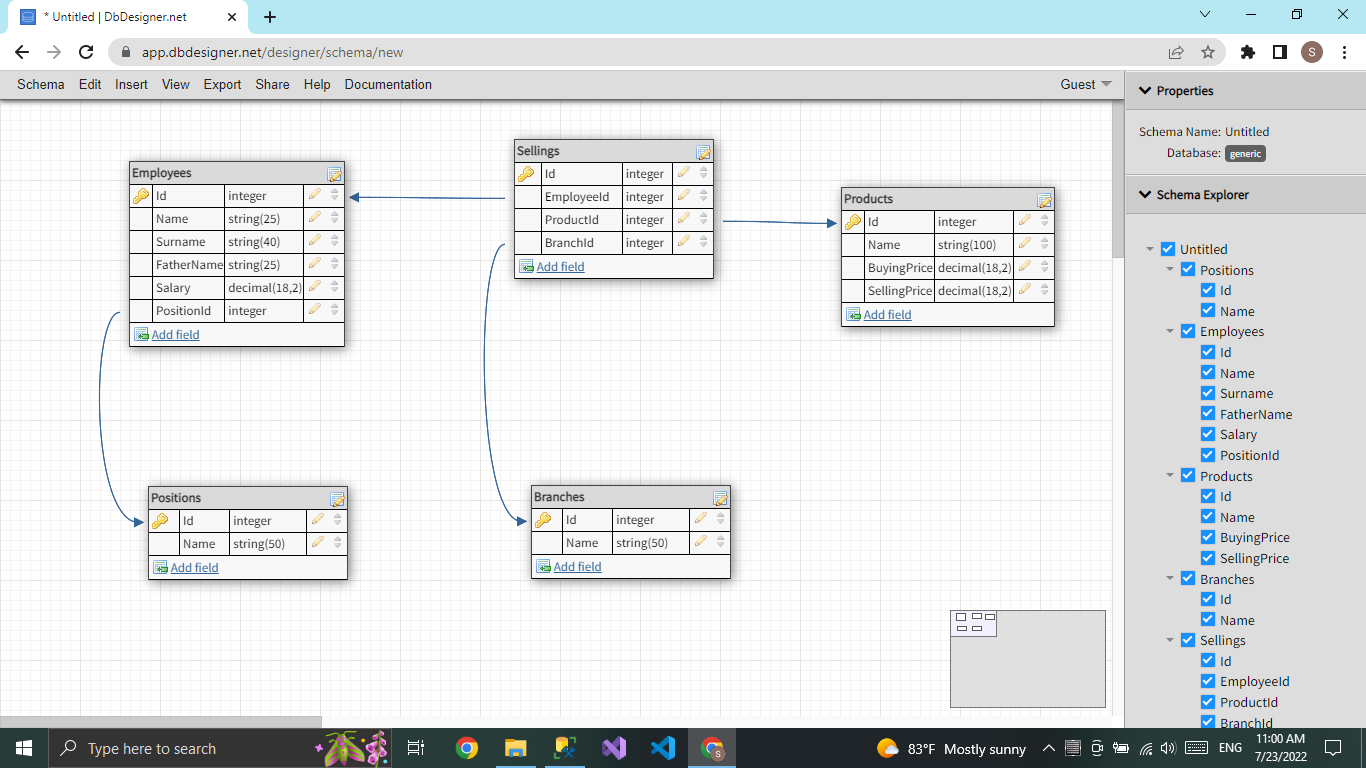 * Untitled | DbDesigner.net
app.dbdesigner.net/designer/schema/new
S
Schema Edit Insert View Export Share Help Documentation
Guest
Employees
Id integer
Name string(25)
Surname string(40)
FatherName string(25)
Salary decimal(18,2)
PositionId integer
Add field
Sellings
Id integer
EmployeeId integer
ProductId integer
BranchId integer
Add field
Products
Id integer
Name string(100)
BuyingPrice decimal(18,2)
SellingPrice decimal(18,2)
Add field
Positions
Id integer
Name string(50)
Add field
Branches
Id integer
Name string(50)
Add field
Properties
Schema Name: Untitled
Database: generic
Schema Explorer
Untitled
Positions
Id
Name
Employees
Id
Name
Surname
FatherName
Salary
PositionId
Products
Id
Name
BuyingPrice
SellingPrice
Branches
Id
Name
Sellings
Id
EmployeeId
ProductId
BranchId
Type here to search
S
83°F Mostly sunny
ENG
11:00 AM
7/23/2022